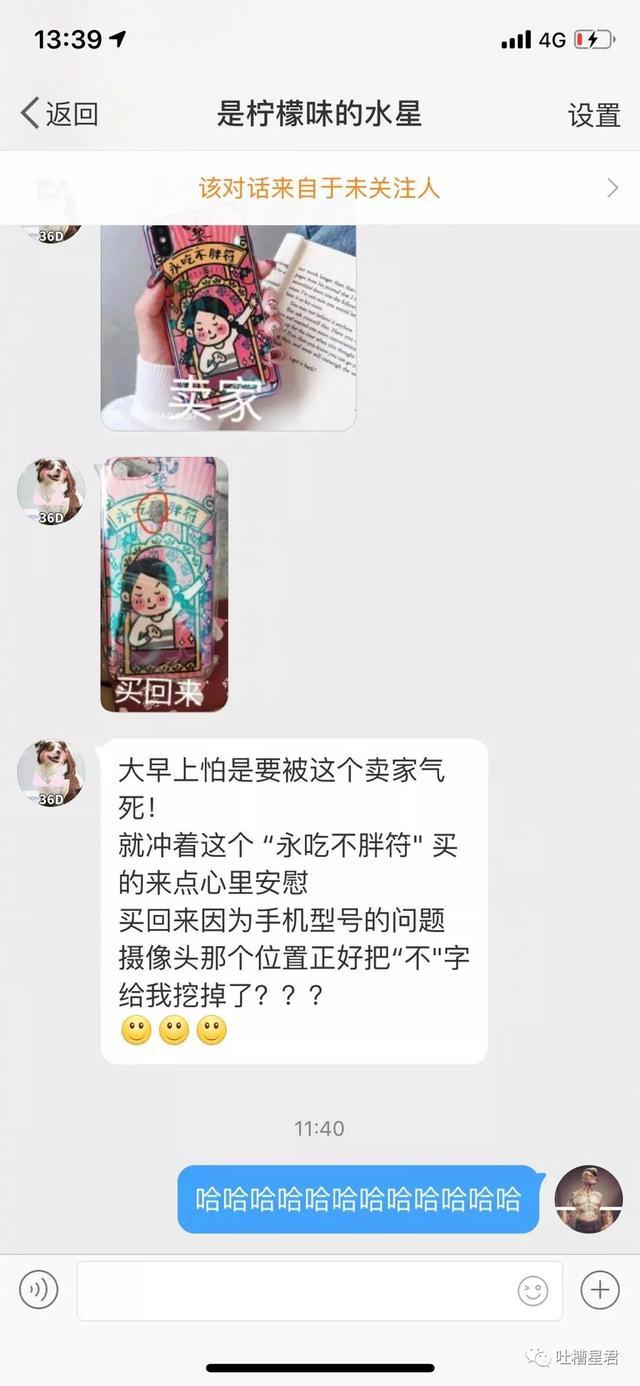 13:39
4G
返回
是柠檬味的水星
设置
该对话来自于未关注人
36D
永吃不胖符
卖家
36D
永吃
胖符
买回来
36D
大早上怕是要被这个卖家气
死！
就冲着这个 “永吃不胖符" 买
的来点心里安慰
买回来因为手机型号的问题
摄像头那个位置正好把“不"字
给我挖掉了？？？
11:40
哈哈哈哈哈哈哈哈哈哈哈哈
吐槽星君